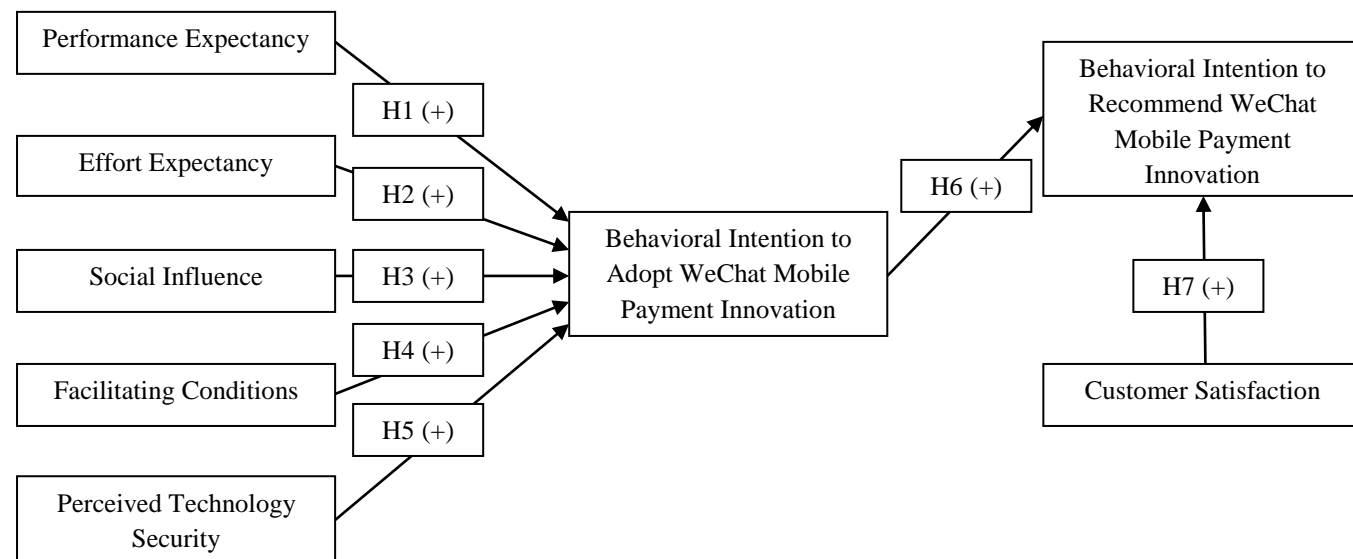 Performance Expectancy
H1 (+)
Effort Expectancy
H2 (+)
Social Influence
H3 (+)
Facilitating Conditions
H4 (+)
Perceived Technology
Security
H5 (+)
Behavioral Intention to
Adopt WeChat Mobile
Payment Innovation
H6 (+)
Behavioral Intention to
Recommend WeChat
Mobile Payment
Innovation
H7 (+)
Customer Satisfaction